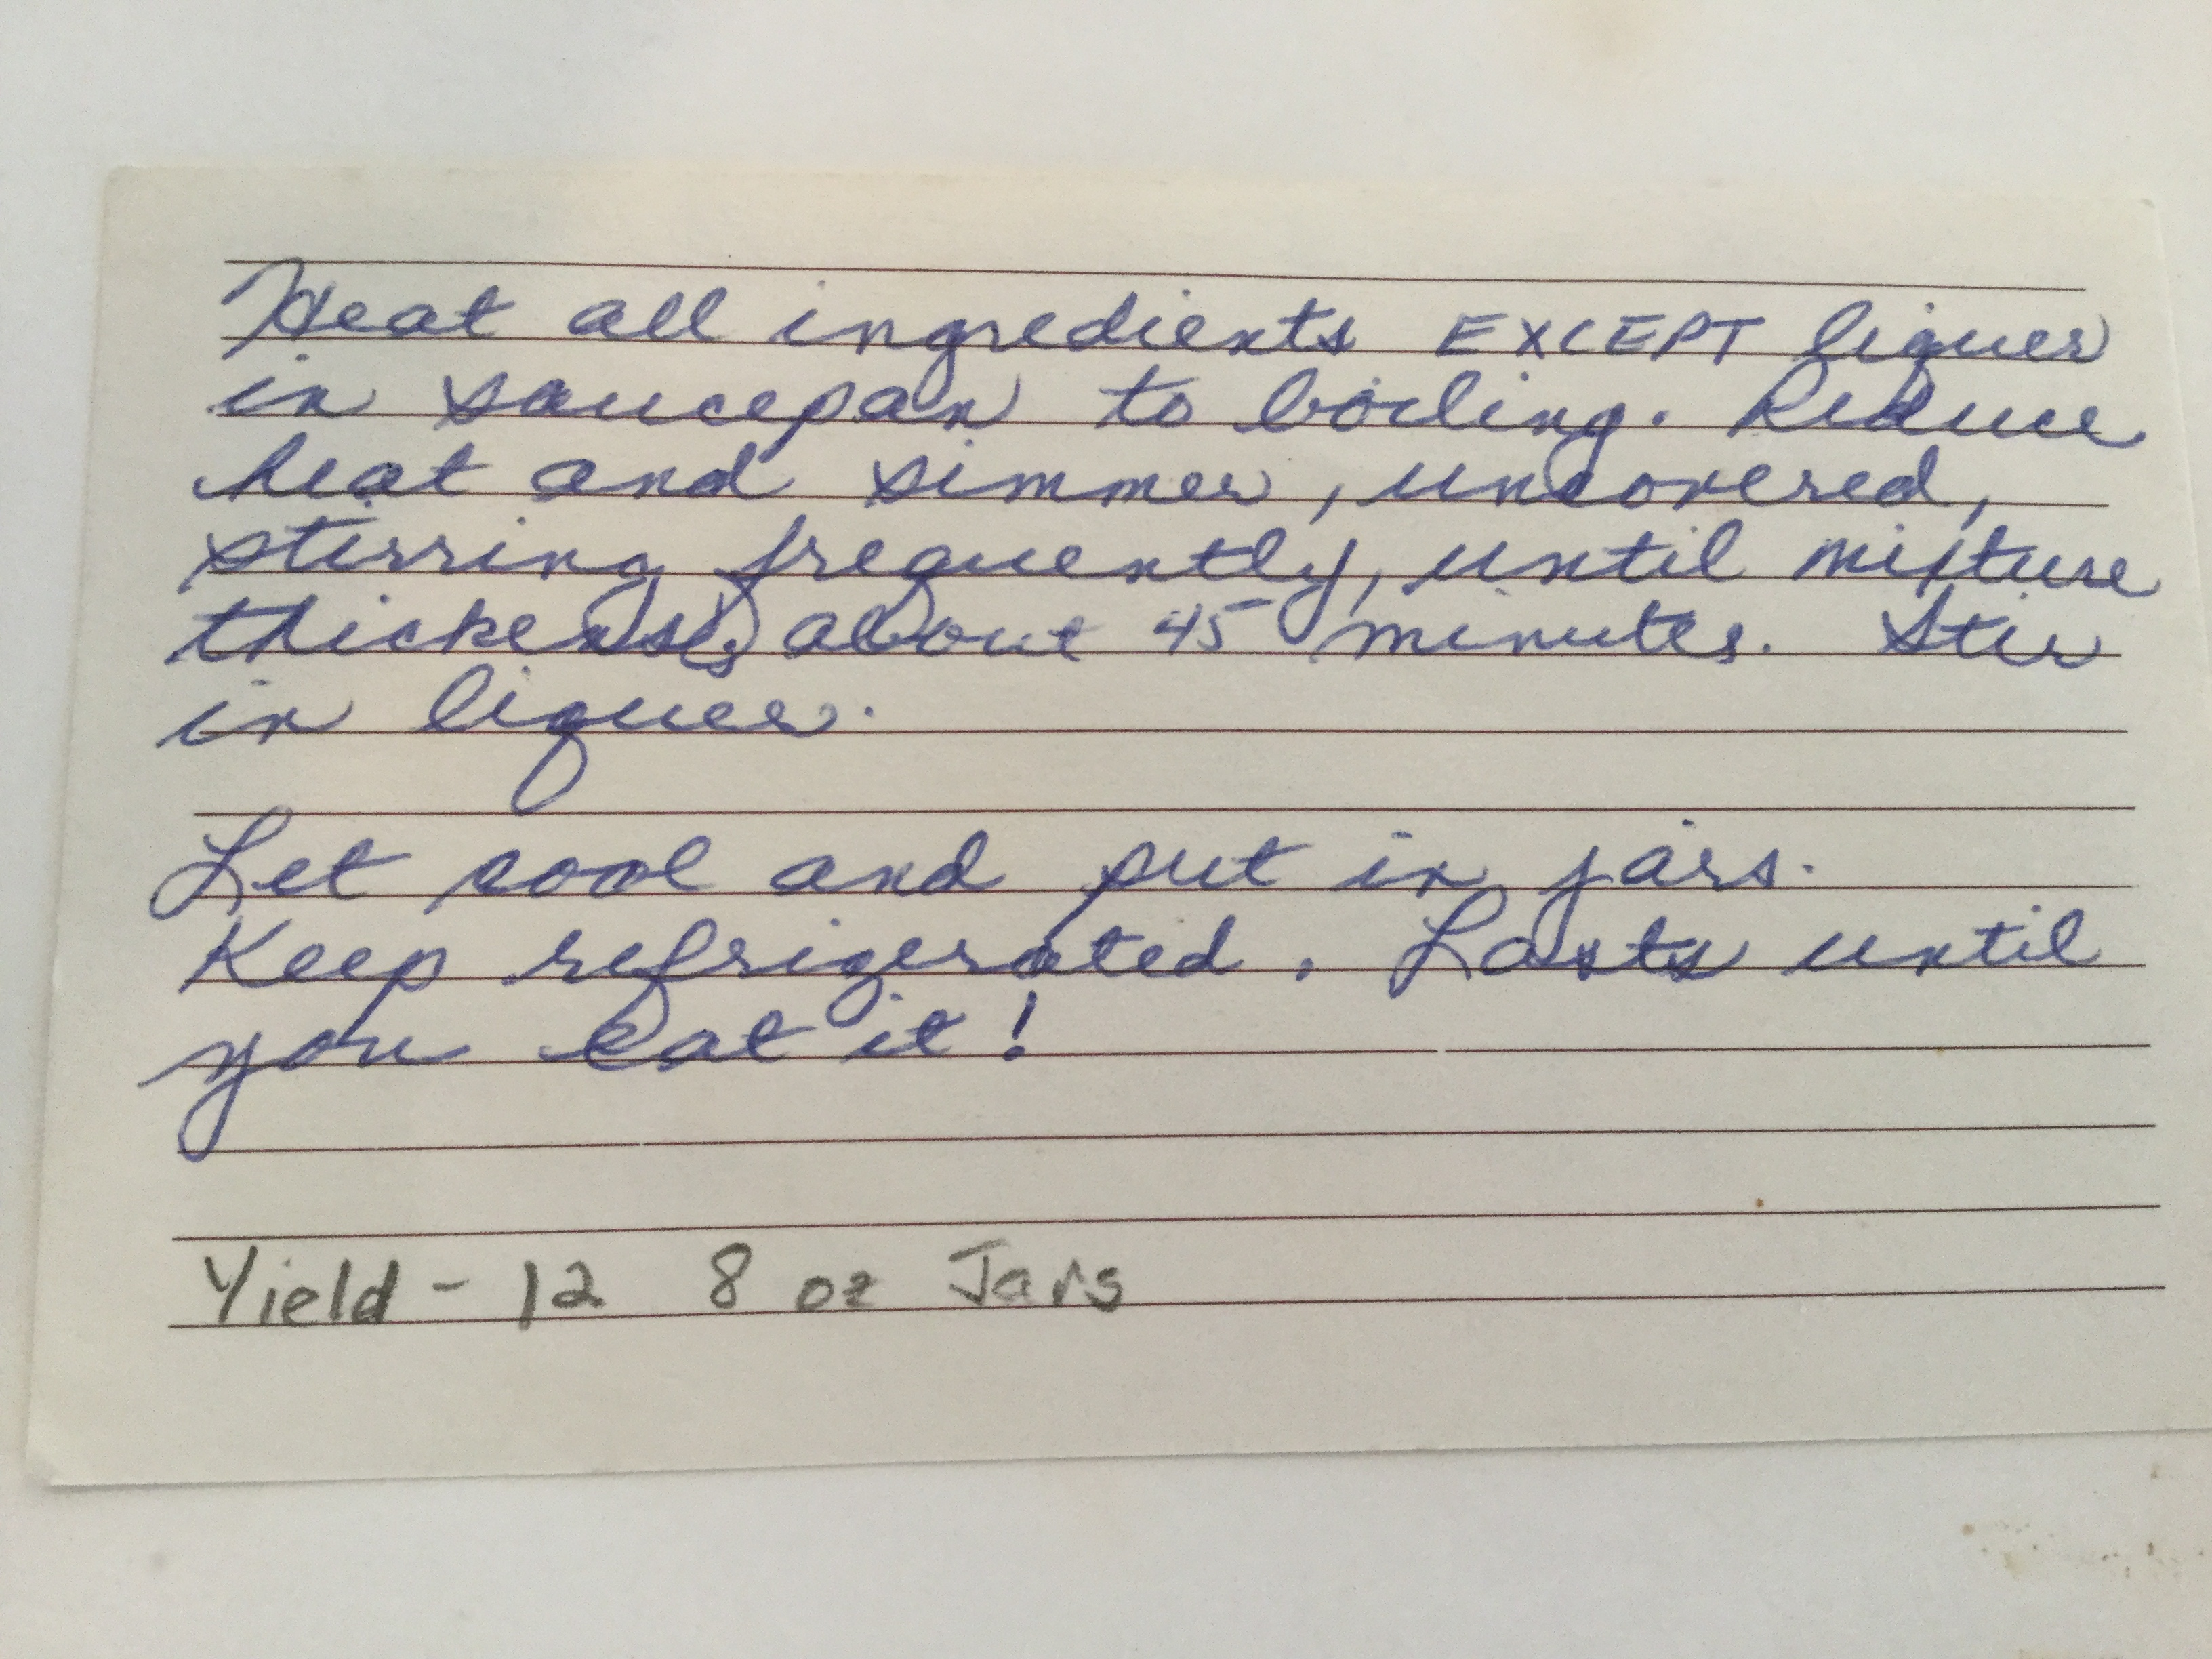 Heat all ingredients EXCEPT liquer
in saucepan to boiling. Reduce
heat and simmer, uncovered,
stirring frequently, until mixture
thickens, about 45 minutes. Stir
in liquer.
Let cool and put in jars.
Keep refrigerated. Lasts until
you eat it!
Yield - 12 8 oz Jars